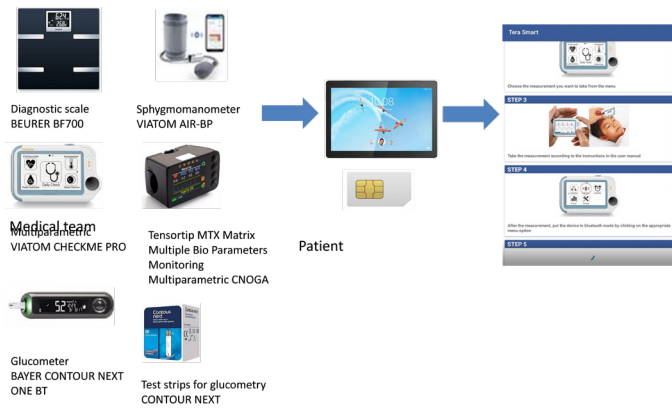 Diagnostic scale
BEURER BF700
Sphygmomanometer
VIATOM AIR-BP
Daily Check
Medical team
Multiparametric
VIATOM CHECKME PRO
Tensortip MTX Matrix
Multiple Bio Parameters
Monitoring
Multiparametric CNOGA
Patient
Glucometer
BAYER CONTOUR NEXT
ONE BT
Contour
next
Test strips for glucometry
CONTOUR NEXT
Tera Smart
Choose the measurement you want to take from the menu
STEP 3
Take the measurement according to the instructions in the user manual
STEP 4
After the measurement, put the device in bluetooth mode by clicking on the appropriate
menu option
STEP 5